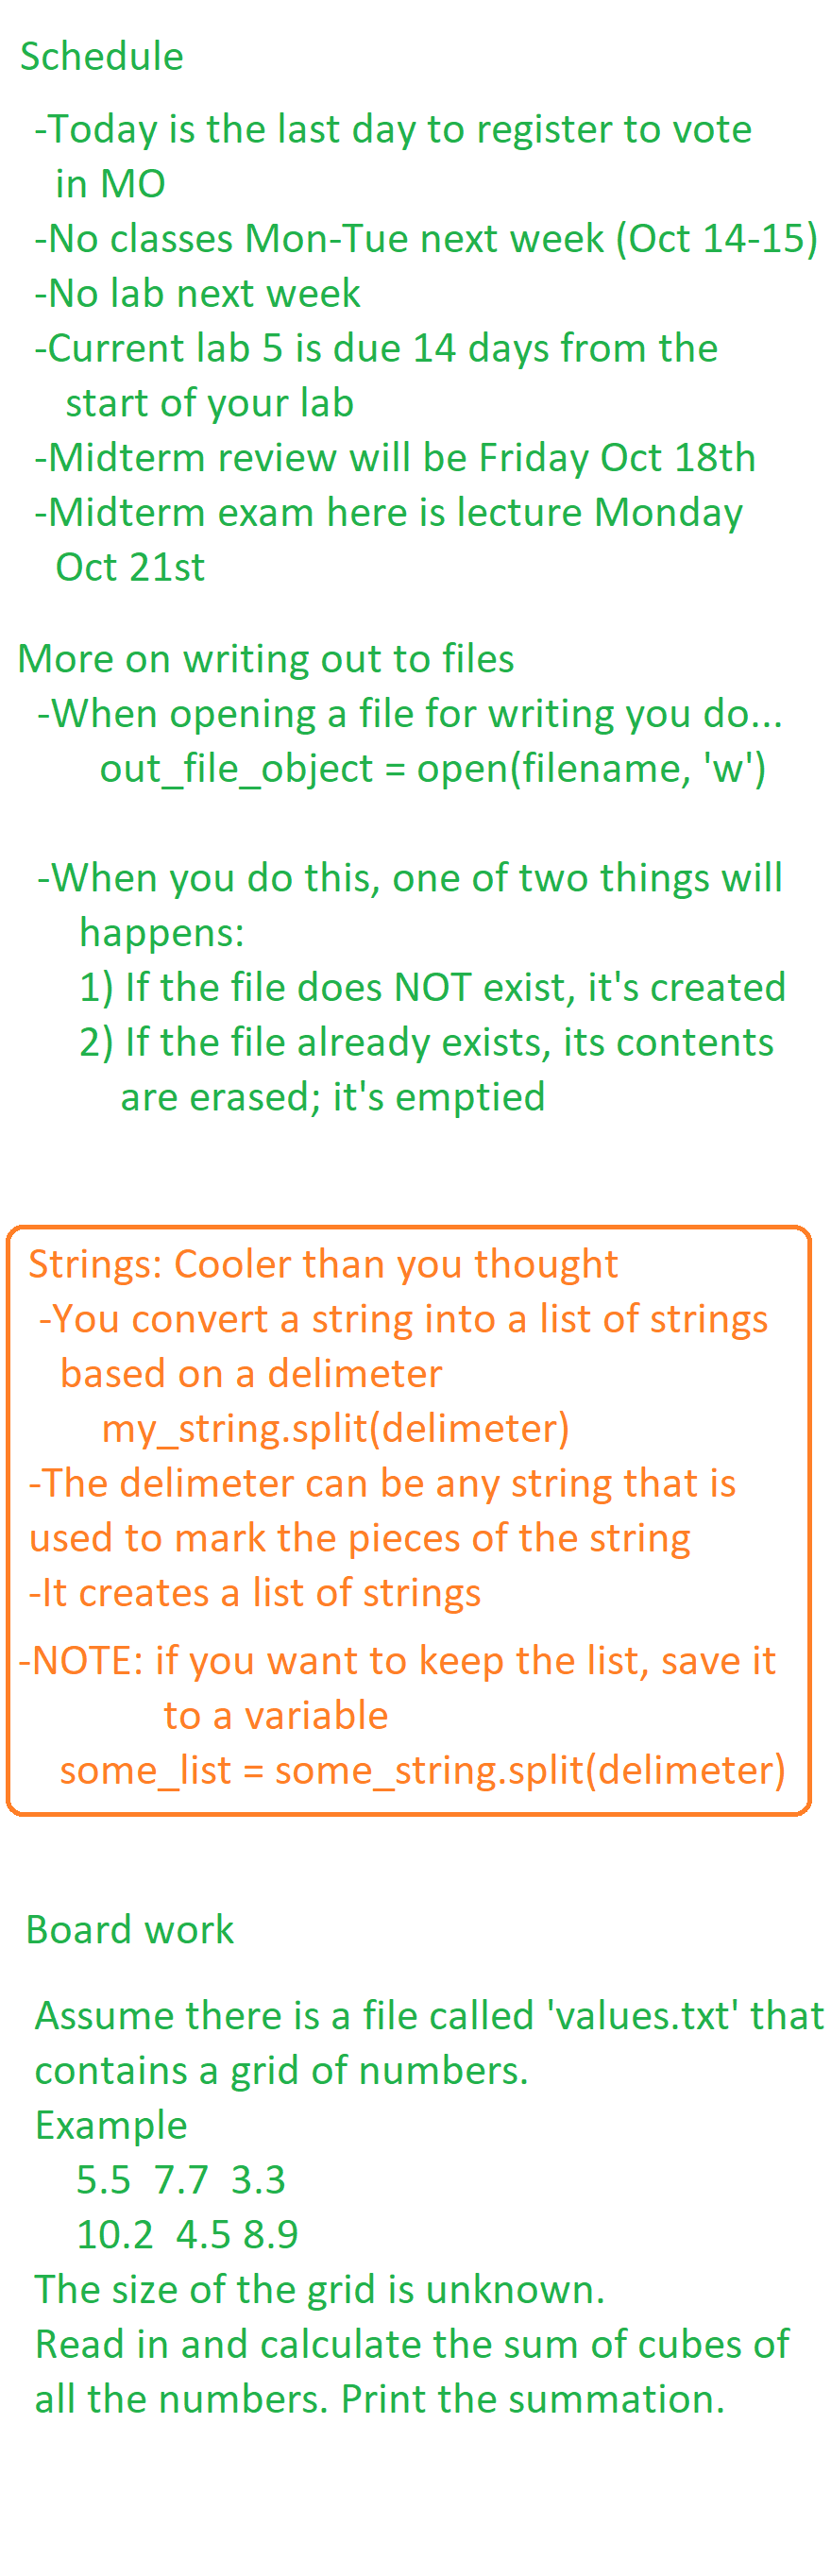 Schedule
-Today is the last day to register to vote
in MO
-No classes Mon-Tue next week (Oct 14-15)
-No lab next week
-Current lab 5 is due 14 days from the
start of your lab
-Midterm review will be Friday Oct 18th
-Midterm exam here is lecture Monday
Oct 21st
More on writing out to files
-When opening a file for writing you do...
out_file_object = open(filename, 'w')
-When you do this, one of two things will
happens:
1) If the file does NOT exist, it's created
2) If the file already exists, its contents
are erased; it's emptied
Strings: Cooler than you thought
-You convert a string into a list of strings
based on a delimeter
my_string.split(delimeter)
-The delimeter can be any string that is
used to mark the pieces of the string
-It creates a list of strings
-NOTE: if you want to keep the list, save it
to a variable
some_list = some_string.split(delimeter)
Board work
Assume there is a file called 'values.txt' that
contains a grid of numbers.
Example
5.5 7.7 3.3
10.2 4.5 8.9
The size of the grid is unknown.
Read in and calculate the sum of cubes of
all the numbers. Print the summation.